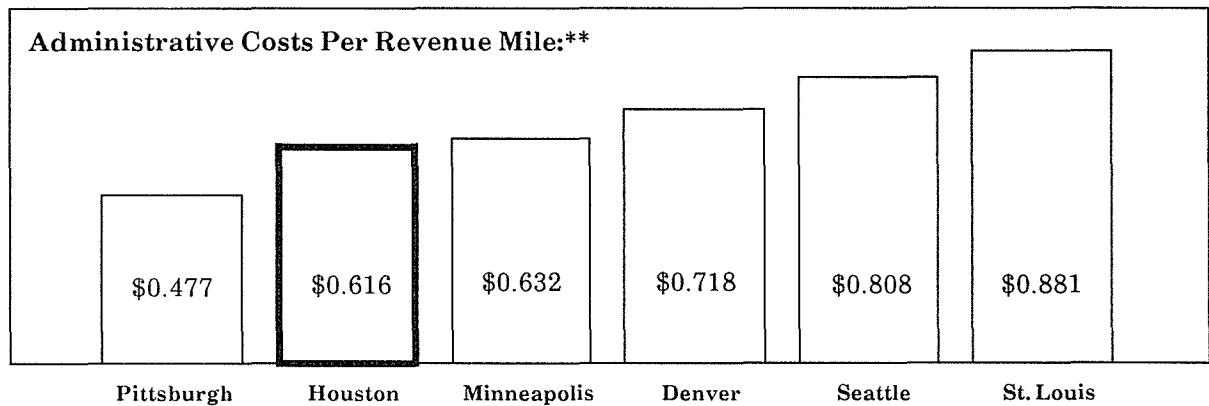 Administrative Costs Per Revenue Mile:**
$0.477 $0.616 $0.632 $0.718 $0.808 $0.881
Pittsburgh Houston Minneapolis Denver Seattle St. Louis